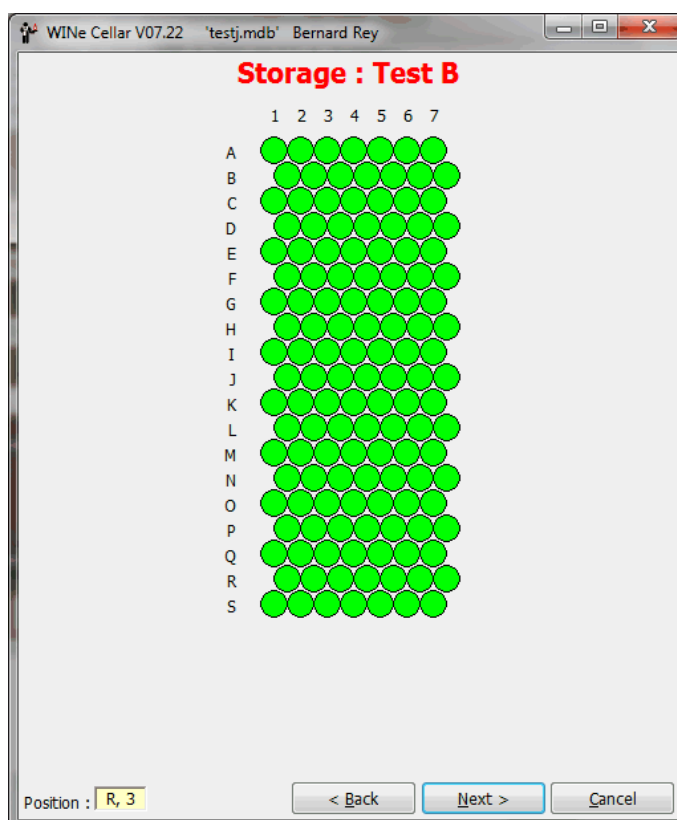 WINe Cellar V07.22 'testj.mdb' Bernard Rey
Storage : Test B
1 2 3 4 5 6 7
A
B
C
D
E
F
G
H
I
J
K
L
M
N
O
P
Q
R
S
Position : R, 3
< Back
Next >
Cancel